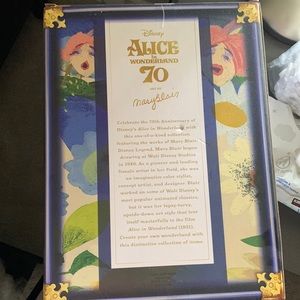 Disney
ALICE
IN WONDERLAND
70
ART BY
Mary Blair
Celebrate the 70th Anniversary of
Disney's Alice in Wonderland with
this one-of-a-kind collection
featuring the works of Mary Blair.
Disney Legend, Mary Blair began
drawing at Walt Disney Studios
in 1940. As a pioneer and leading
female artist in her field, she was
an imaginative color stylist,
concept artist, and designer. Blair
worked on some of Walt Disney's
most popular animated classics,
but it was her topsy-turvy,
upside-down art style that lent
itself masterfully to the film
Alice in Wonderland (1951).
Create your own wonderland with
this distinctive collection of items.